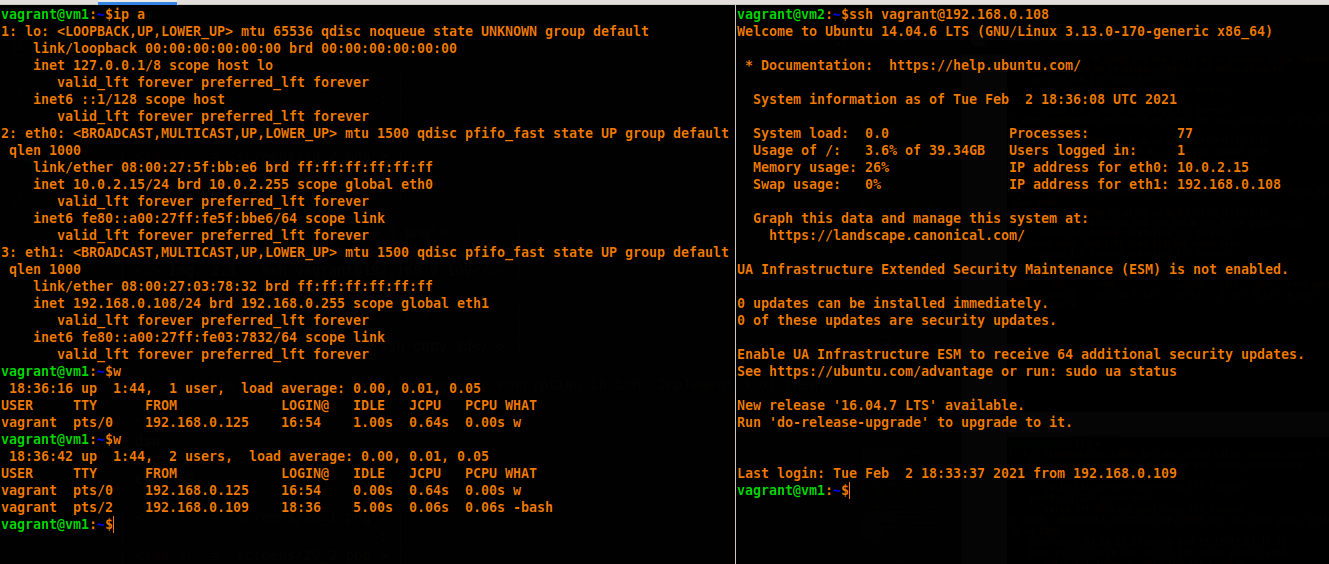 vagrant@vm1:~$ip a
1: lo: <LOOPBACK,UP,LOWER_UP> mtu 65536 qdisc noqueue state UNKNOWN group default
    link/loopback 00:00:00:00:00:00 brd 00:00:00:00:00:00
    inet 127.0.0.1/8 scope host lo
       valid_lft forever preferred_lft forever
    inet6 ::1/128 scope host
       valid_lft forever preferred_lft forever
2: eth0: <BROADCAST,MULTICAST,UP,LOWER_UP> mtu 1500 qdisc pfifo_fast state UP group default
 qlen 1000
    link/ether 08:00:27:5f:bb:e6 brd ff:ff:ff:ff:ff:ff
    inet 10.0.2.15/24 brd 10.0.2.255 scope global eth0
       valid_lft forever preferred_lft forever
    inet6 fe80::a00:27ff:fe5f:bbe6/64 scope link
       valid_lft forever preferred_lft forever
3: eth1: <BROADCAST,MULTICAST,UP,LOWER_UP> mtu 1500 qdisc pfifo_fast state UP group default
 qlen 1000
    link/ether 08:00:27:03:78:32 brd ff:ff:ff:ff:ff:ff
    inet 192.168.0.108/24 brd 192.168.0.255 scope global eth1
       valid_lft forever preferred_lft forever
    inet6 fe80::a00:27ff:fe03:7832/64 scope link
       valid_lft forever preferred_lft forever
vagrant@vm1:~$w
 18:36:16 up  1:44,  1 user,  load average: 0.00, 0.01, 0.05
USER     TTY      FROM             LOGIN@   IDLE   JCPU   PCPU WHAT
vagrant  pts/0    192.168.0.125    16:54    1.00s  0.64s  0.00s w
vagrant@vm1:~$w
 18:36:42 up  1:44,  2 users,  load average: 0.00, 0.01, 0.05
USER     TTY      FROM             LOGIN@   IDLE   JCPU   PCPU WHAT
vagrant  pts/0    192.168.0.125    16:54    0.00s  0.64s  0.00s w
vagrant  pts/2    192.168.0.109    18:36    5.00s  0.06s  0.06s -bash
vagrant@vm1:~$
vagrant@vm2:~$ssh vagrant@192.168.0.108
Welcome to Ubuntu 14.04.6 LTS (GNU/Linux 3.13.0-170-generic x86_64)
 * Documentation:  https://help.ubuntu.com/
  System information as of Tue Feb  2 18:36:08 UTC 2021
  System load:  0.0               Processes:           77
  Usage of /:   3.6% of 39.34GB   Users logged in:     1
  Memory usage: 26%               IP address for eth0: 10.0.2.15
  Swap usage:   0%                IP address for eth1: 192.168.0.108
  Graph this data and manage this system at:
    https://landscape.canonical.com/
UA Infrastructure Extended Security Maintenance (ESM) is not enabled.
0 updates can be installed immediately.
0 of these updates are security updates.
Enable UA Infrastructure ESM to receive 64 additional security updates.
See https://ubuntu.com/advantage or run: sudo ua status
New release '16.04.7 LTS' available.
Run 'do-release-upgrade' to upgrade to it.
Last login: Tue Feb  2 18:33:37 2021 from 192.168.0.109
vagrant@vm1:~$